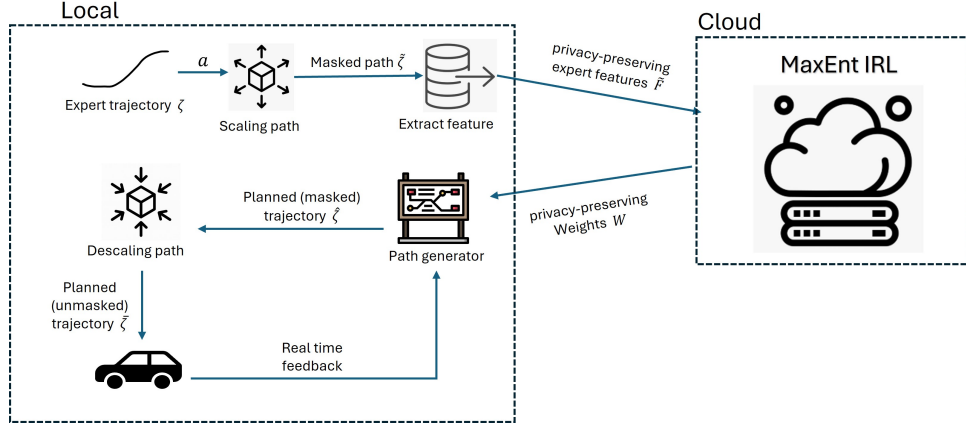 Local
Cloud
Expert trajectory ζ
a
Scaling path
Masked path ζ̃
Extract feature
privacy-preserving
expert features F̃
MaxEnt IRL
privacy-preserving
Weights W
Path generator
Planned (masked)
trajectory ζ̂
Descaling path
Planned
(unmasked)
trajectory ζ̄
Real time
feedback